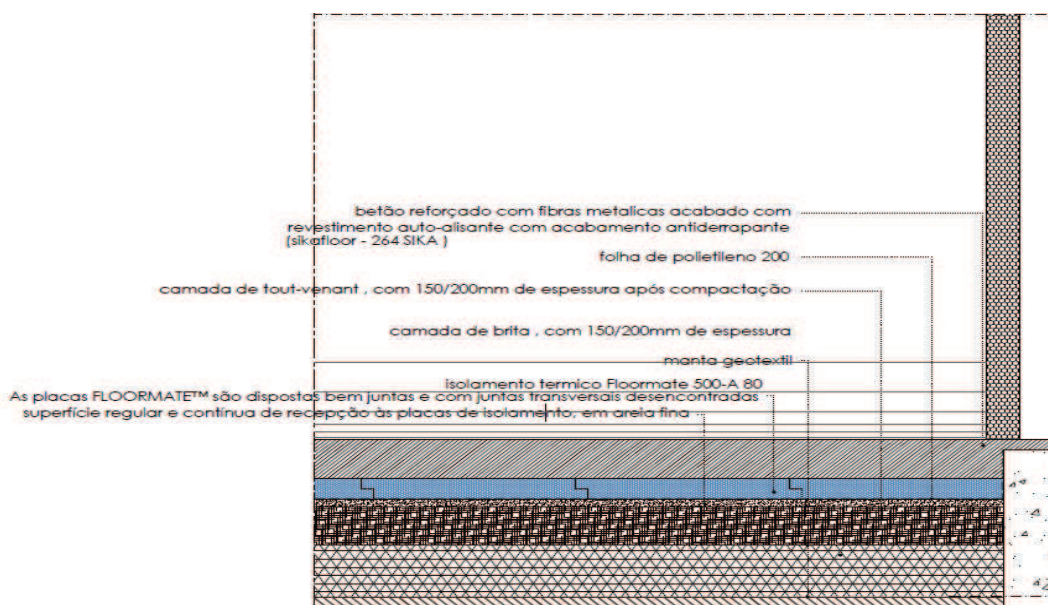 betão reforçado com fibras metalicas acabado com
revestimento auto-alisante com acabamento antiderrapante
(sikafloor - 264 SIKA )
folha de polietileno 200
camada de tout-venant , com 150/200mm de espessura após compactação
camada de brita , com 150/200mm de espessura
manta geotextil
isolamento termico Floormate 500-A 80
As placas FLOORMATE™ são dispostas bem juntas e com juntas transversais desencontradas
superfície regular e contínua de recepção às placas de isolamento, em areia fina